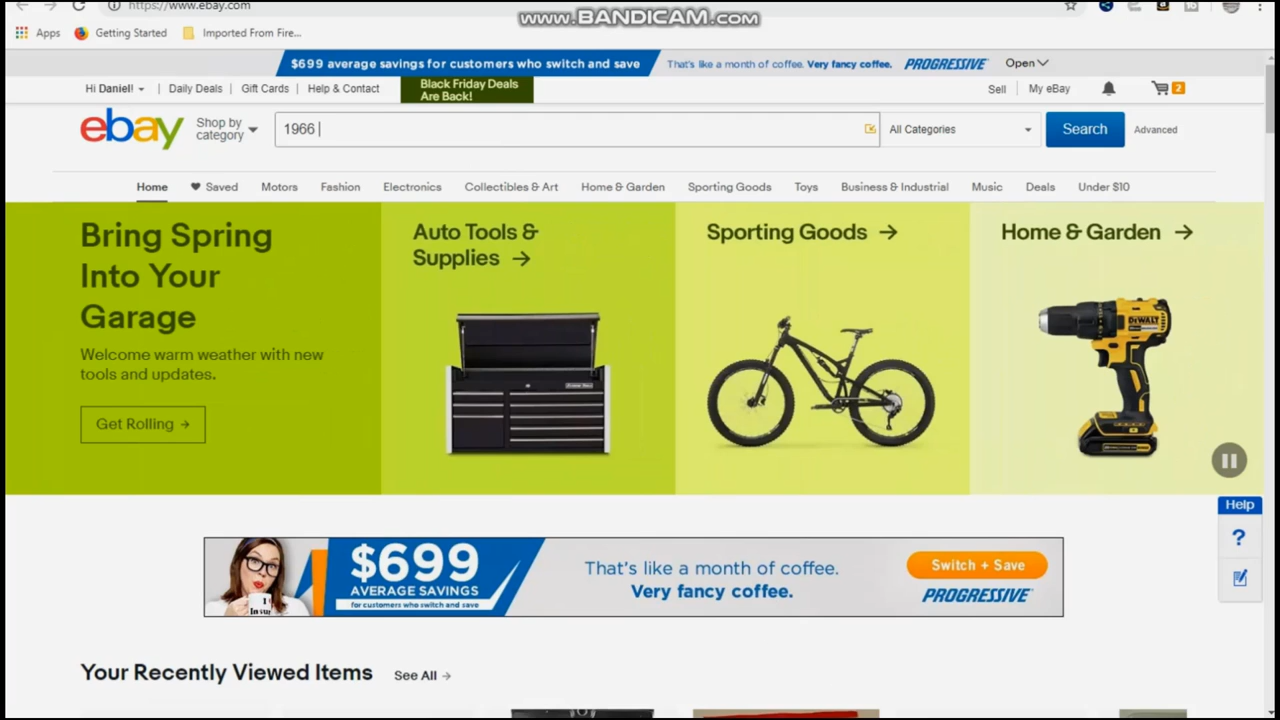 https://www.ebay.com
www.BANDICAM.com
Apps Getting Started Imported From Fire...
$699 average savings for customers who switch and save That's like a month of coffee. Very fancy coffee. PROGRESSIVE Open
Hi Daniel! Daily Deals Gift Cards Help & Contact Black Friday Deals Are Back! Sell My eBay 2
ebay Shop by category 1966 All Categories Search Advanced
Home Saved Motors Fashion Electronics Collectibles & Art Home & Garden Sporting Goods Toys Business & Industrial Music Deals Under $10
Bring Spring
Into Your
Garage
Welcome warm weather with new
tools and updates.
Get Rolling
Auto Tools &
Supplies
Sporting Goods
Home & Garden
DEWALT
Help
?
$699
AVERAGE SAVINGS
for customers who switch and save
That's like a month of coffee.
Very fancy coffee.
Switch + Save
PROGRESSIVE
Your Recently Viewed Items See All